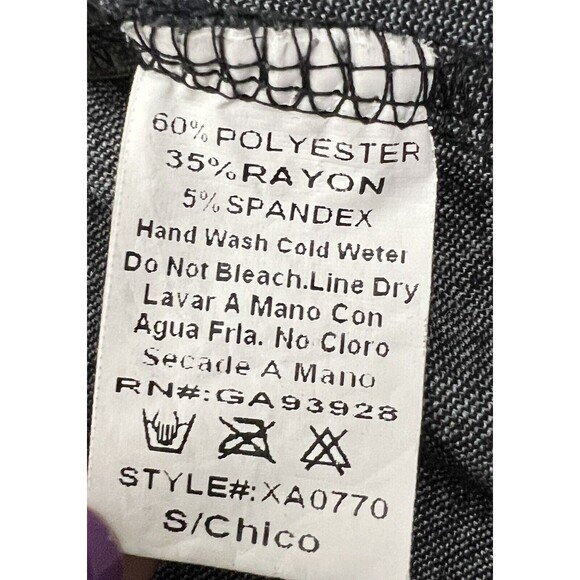 60% POLYESTER
35%RAYON
5% SPANDEX
Hand Wash Cold Weter
Do Not Bleach.Line Dry
Lavar A Mano Con
Agua Frla. No Cloro
Secade A Mano
RN#:GA93928
STYLE#:XA0770
S/Chico